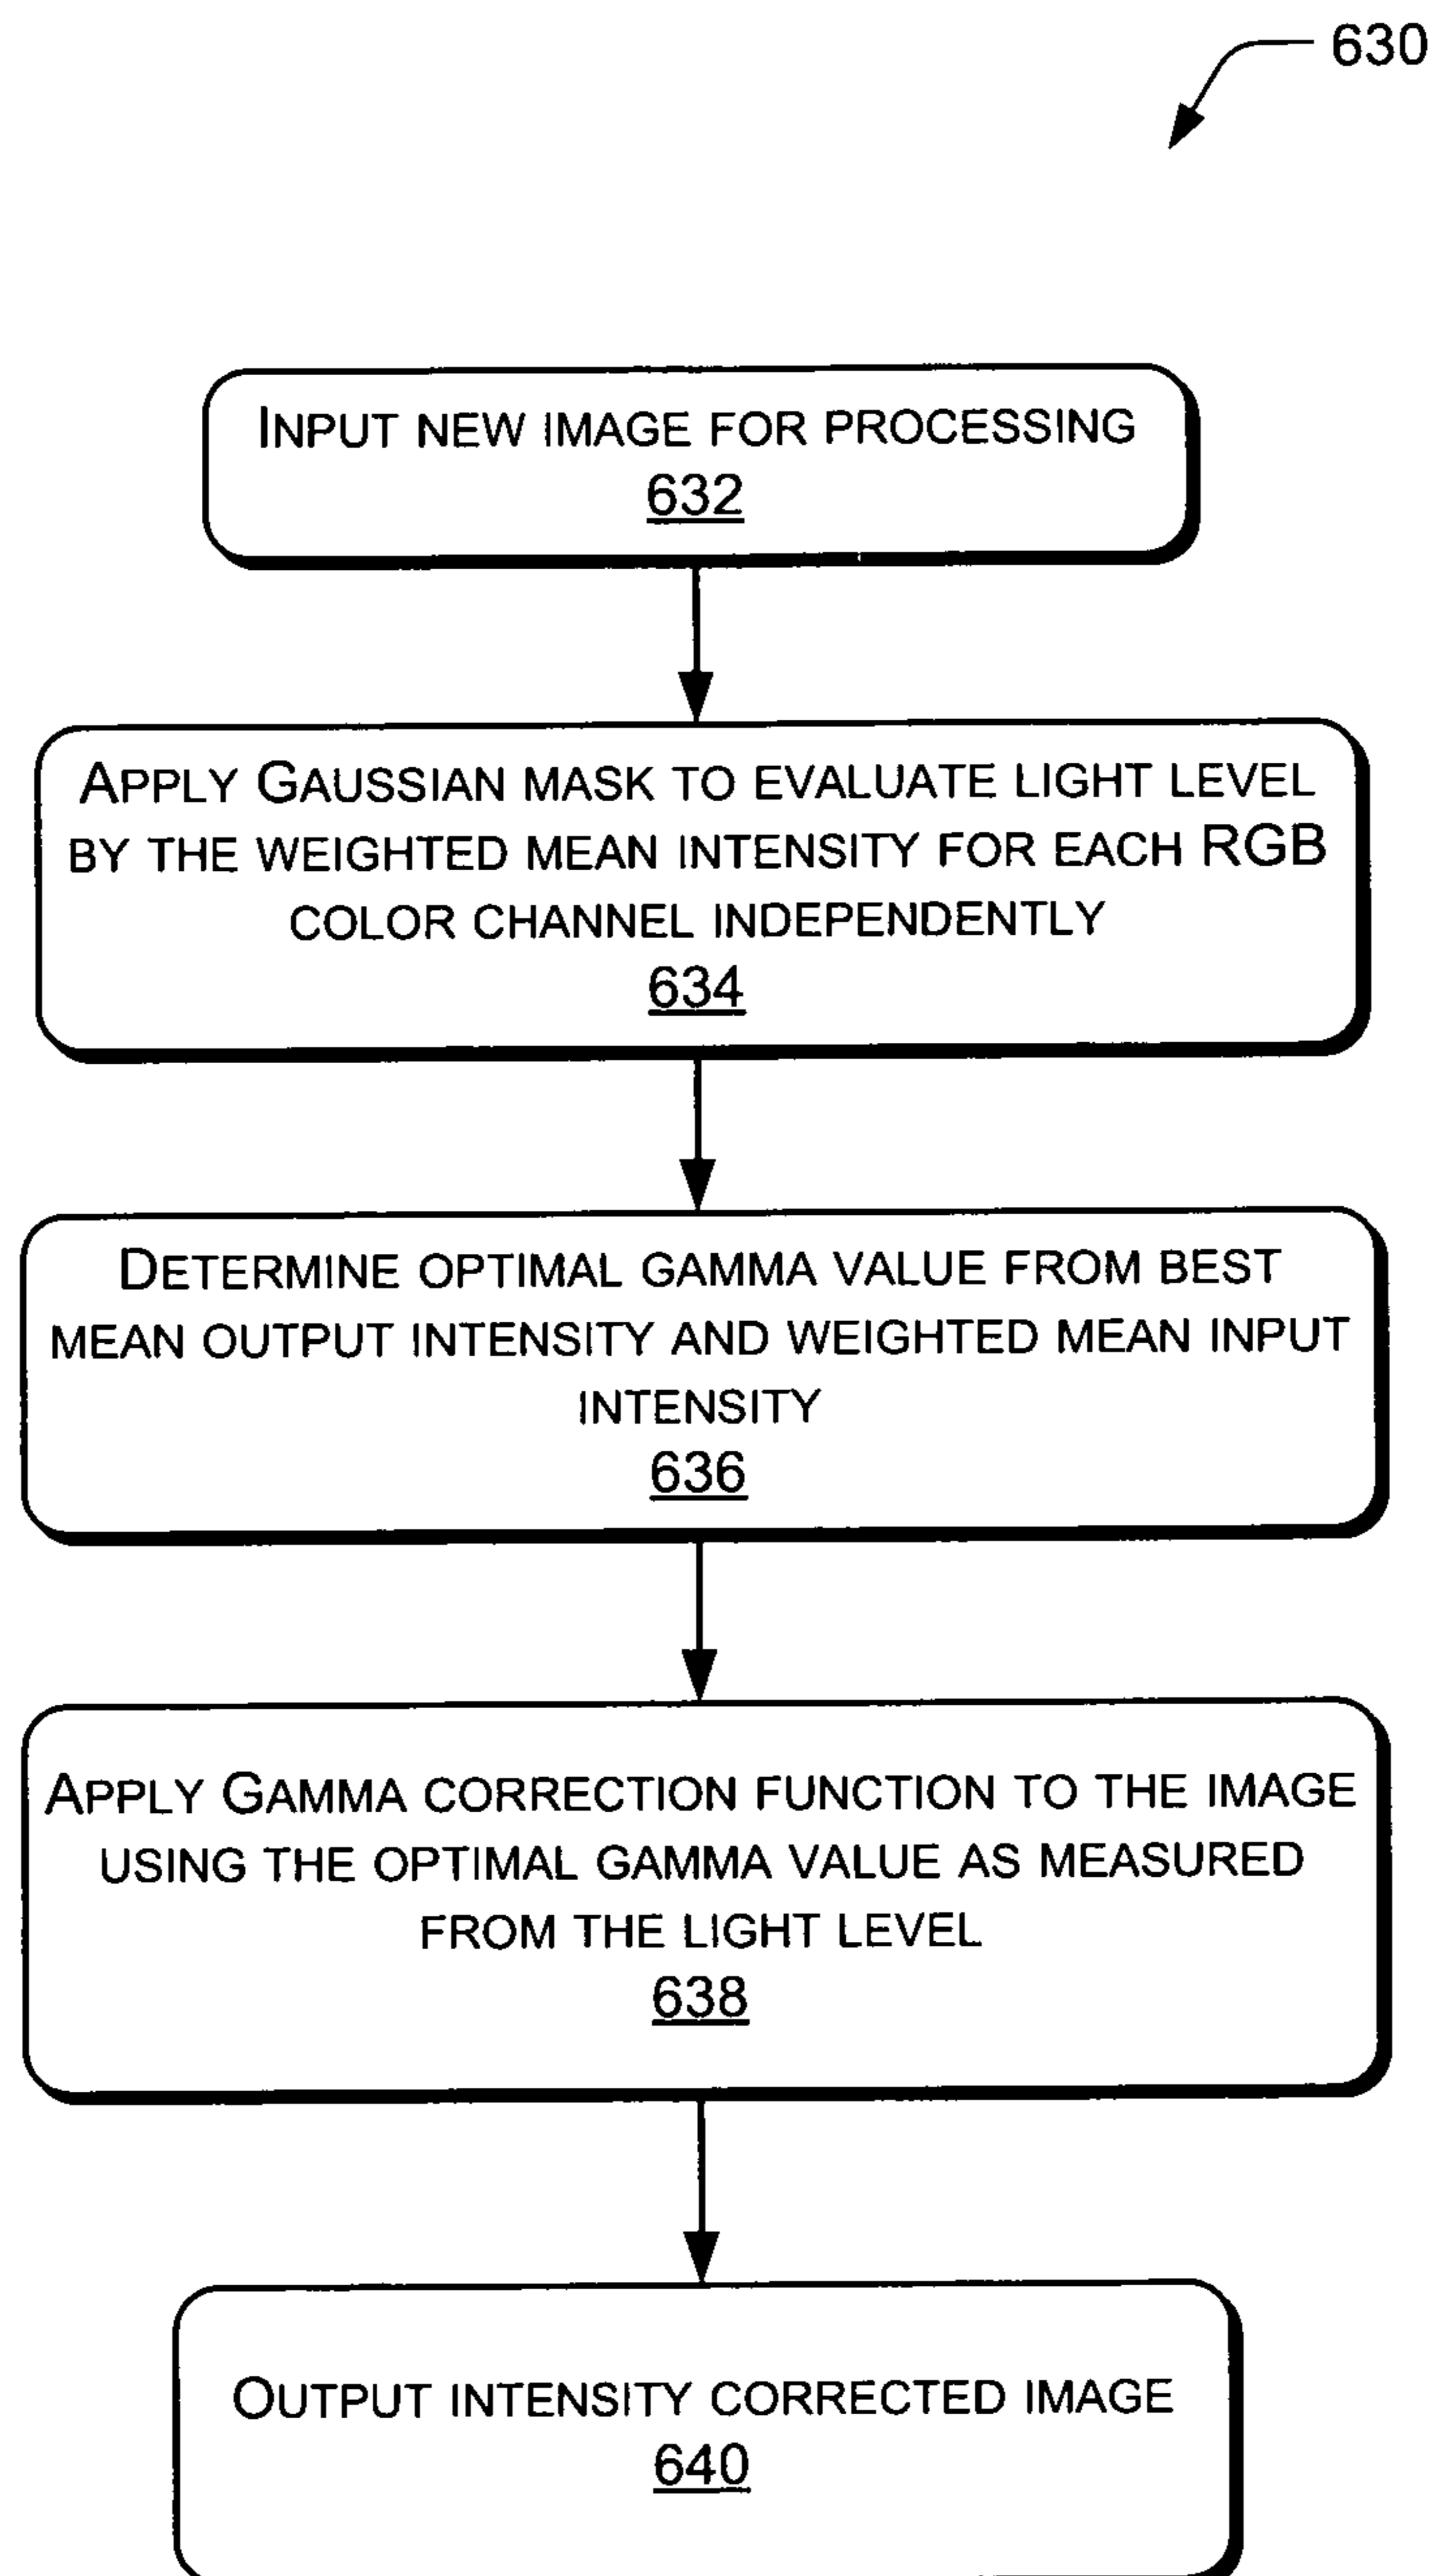 630
INPUT NEW IMAGE FOR PROCESSING
632
APPLY GAUSSIAN MASK TO EVALUATE LIGHT LEVEL
BY THE WEIGHTED MEAN INTENSITY FOR EACH RGB
COLOR CHANNEL INDEPENDENTLY
634
DETERMINE OPTIMAL GAMMA VALUE FROM BEST
MEAN OUTPUT INTENSITY AND WEIGHTED MEAN INPUT
INTENSITY
636
APPLY GAMMA CORRECTION FUNCTION TO THE IMAGE
USING THE OPTIMAL GAMMA VALUE AS MEASURED
FROM THE LIGHT LEVEL
638
OUTPUT INTENSITY CORRECTED IMAGE
640